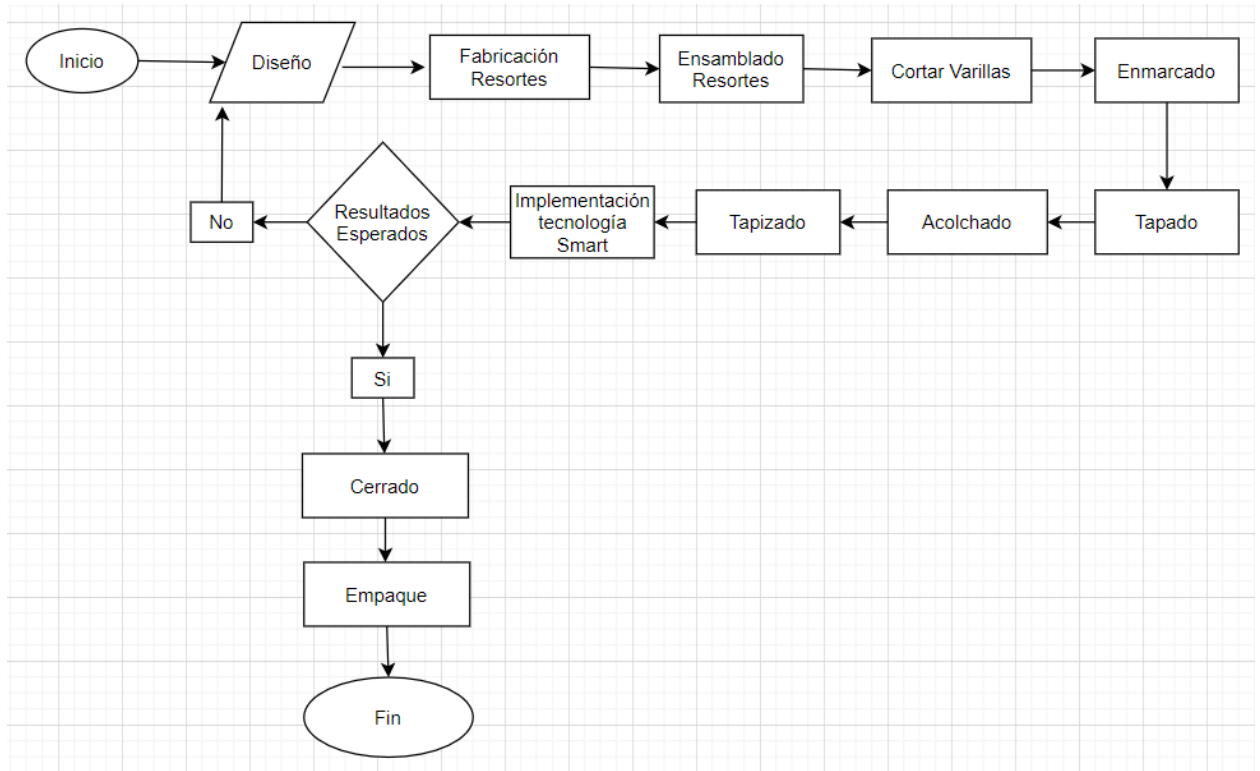 Inicio
Diseño
Fabricación
Resortes
Ensamblado
Resortes
Cortar Varillas
Enmarcado
Tapado
Acolchado
Tapizado
Implementación
tecnología
Smart
Resultados
Esperados
No
Si
Cerrado
Empaque
Fin